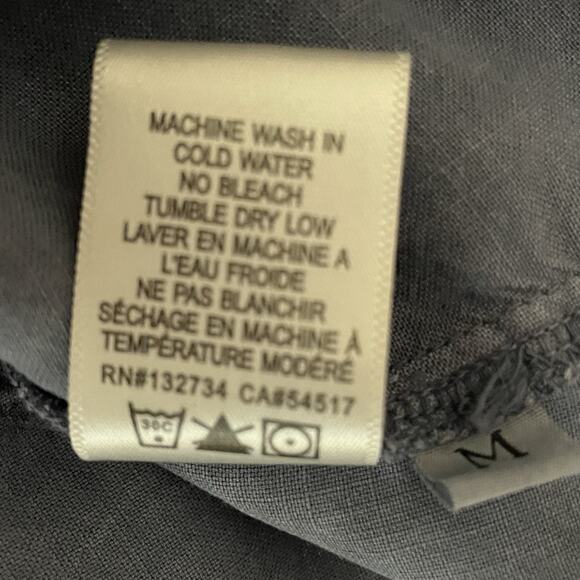 MACHINE WASH IN
COLD WATER
NO BLEACH
TUMBLE DRY LOW
LAVER EN MACHINE A
L'EAU FROIDE
NE PAS BLANCHIR
SÉCHAGE EN MACHINE À
TEMPÉRATURE MODÉRÉ
RN#132734 CA#54517
30C
M